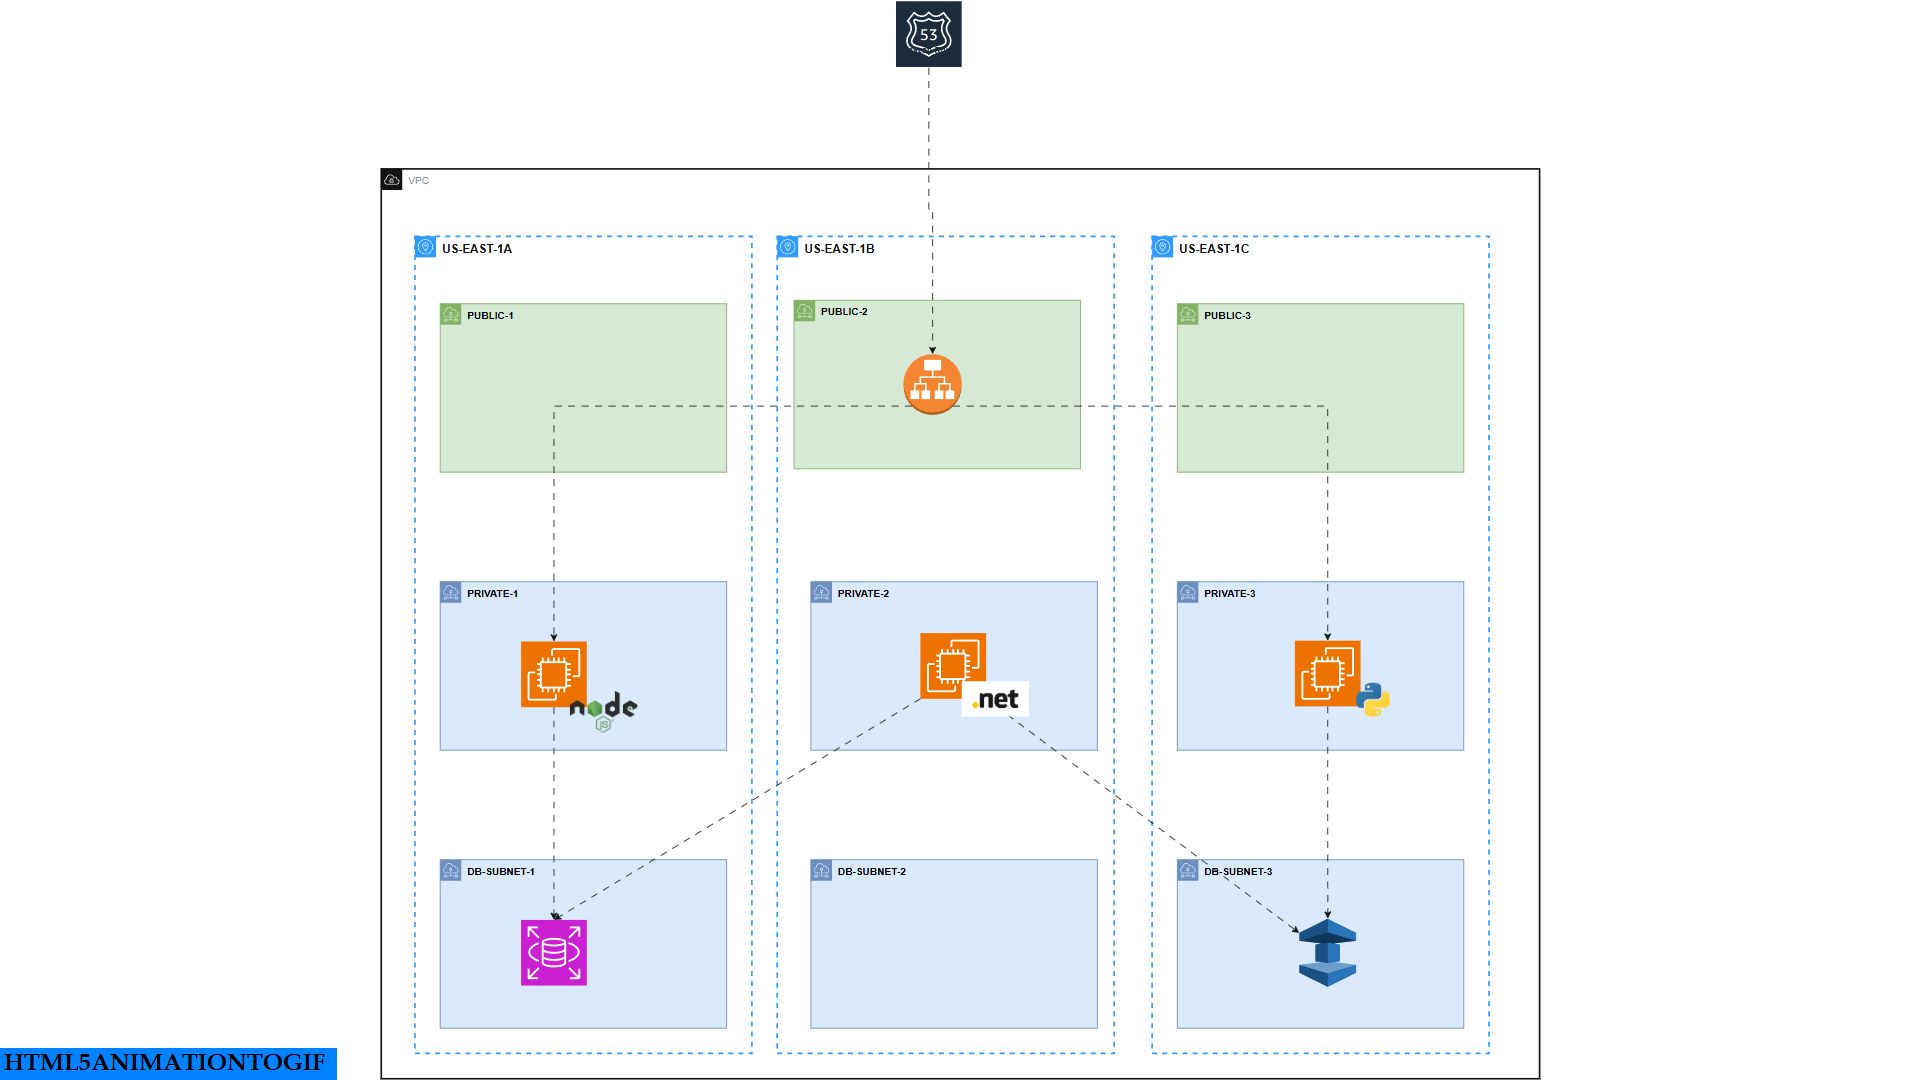 53
VPC
US-EAST-1A
US-EAST-1B
US-EAST-1C
PUBLIC-1
PUBLIC-2
PUBLIC-3
PRIVATE-1
PRIVATE-2
PRIVATE-3
node
JS
.net
DB-SUBNET-1
DB-SUBNET-2
DB-SUBNET-3
HTML5ANIMATIONTOGIF